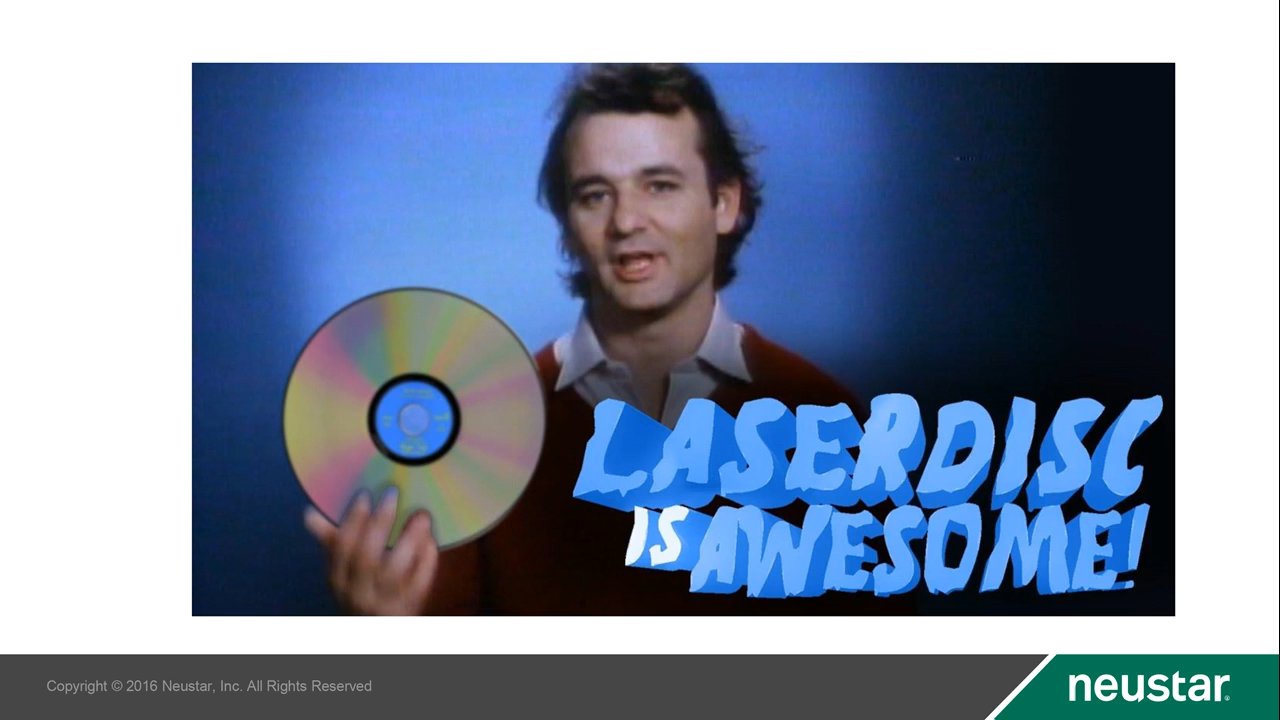 LASERDISC
IS AWESOME!
Copyright © 2016 Neustar, Inc. All Rights Reserved
neustar